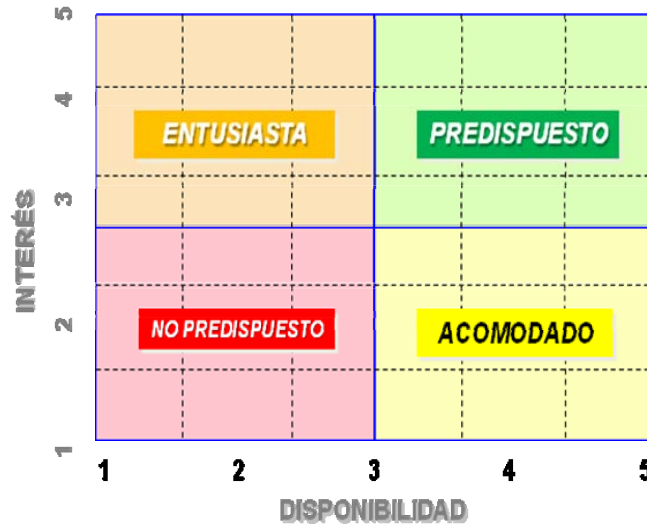 5
4
ENTUSIASTA
PREDISPUESTO
3
INTERÉS
2
NO PREDISPUESTO
ACOMODADO
1
1 2 3 4 5
DISPONIBILIDAD